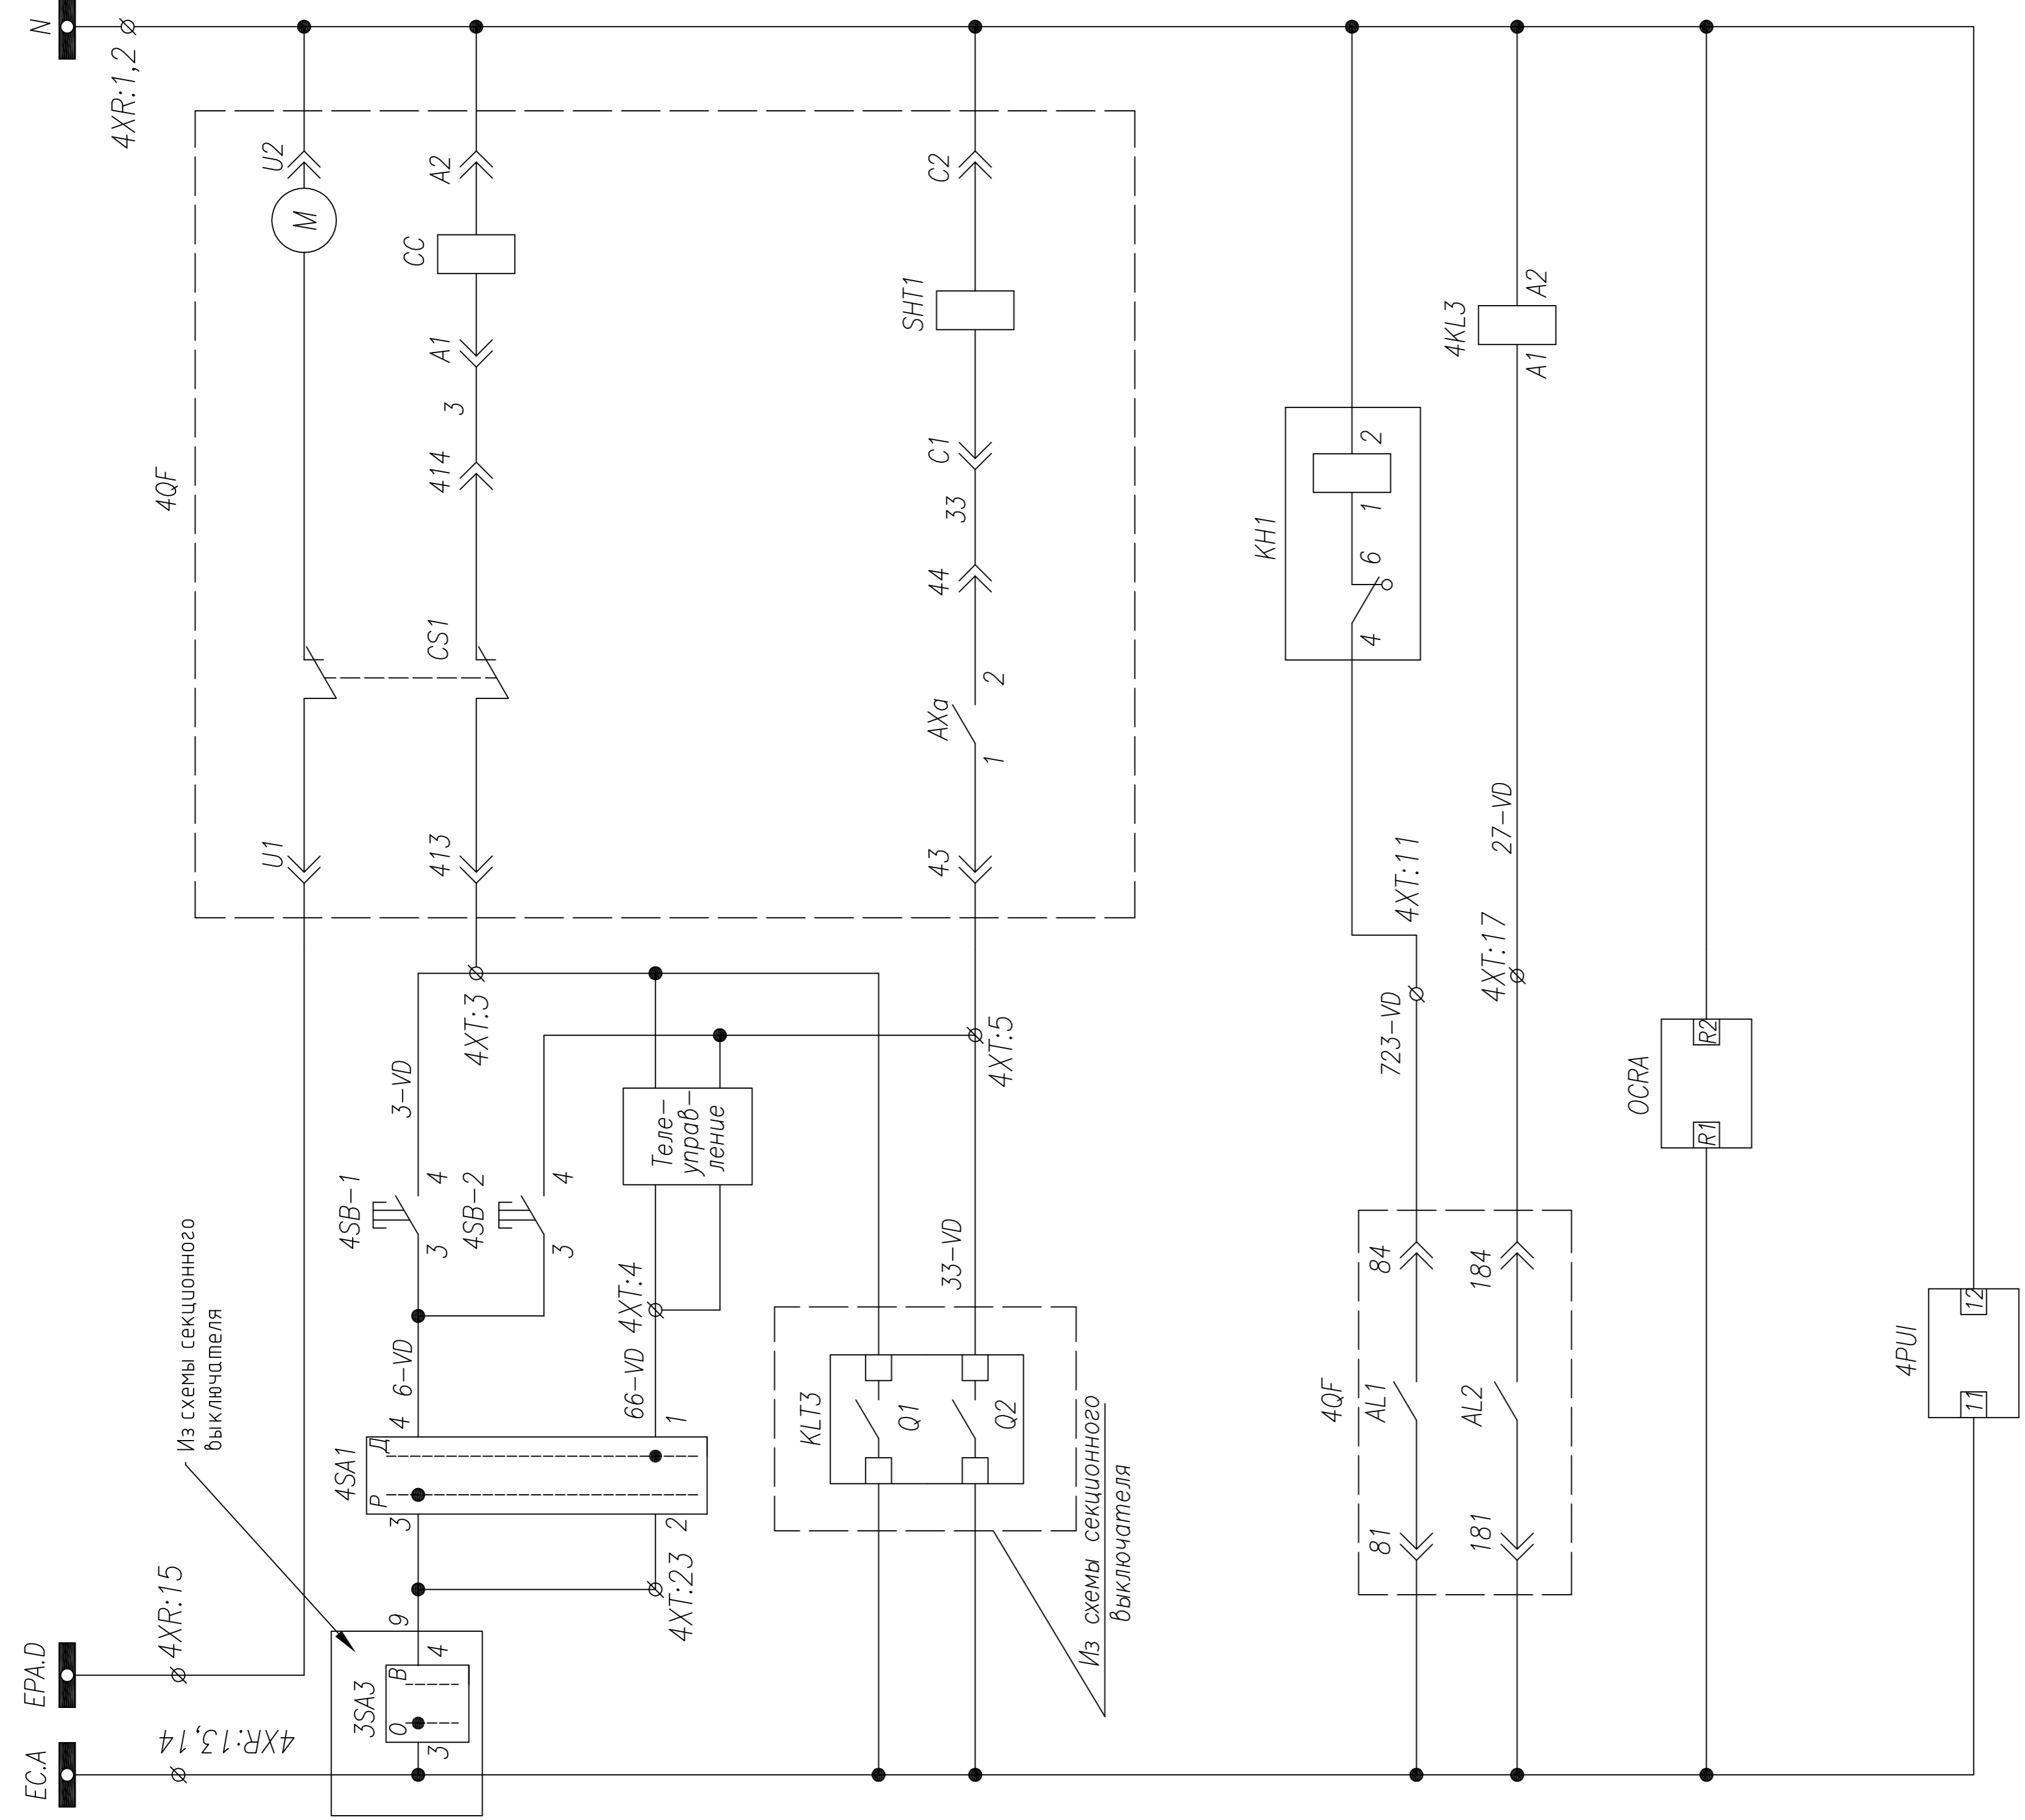 EC.A
4XR:13,14
EPA.D
4XR:15
N
4XR:1,2
4QF
U1
U2
M
Из схемы секционного
выключателя
3SA3
3
О
В
4
9
4SA1
3
Р
Д
4
6-VD
4SB-1
3
4
3-VD
4XT:3
413
CS1
414
3
A1
CC
A2
4SB-2
3
4
4XT:23
2
1
66-VD
4XT:4
Теле-
управ-
ление
KLT3
Q1
Q2
Из схемы секционного
выключателя
33-VD
4XT:5
43
1
AXa
2
44
33
C1
SHT1
C2
4QF
81
AL1
84
723-VD
4XT:11
KH1
4
6
1
2
181
AL2
184
4XT:17
27-VD
4KL3
A1
A2
OCRA
R1
R2
4PUI
11
12